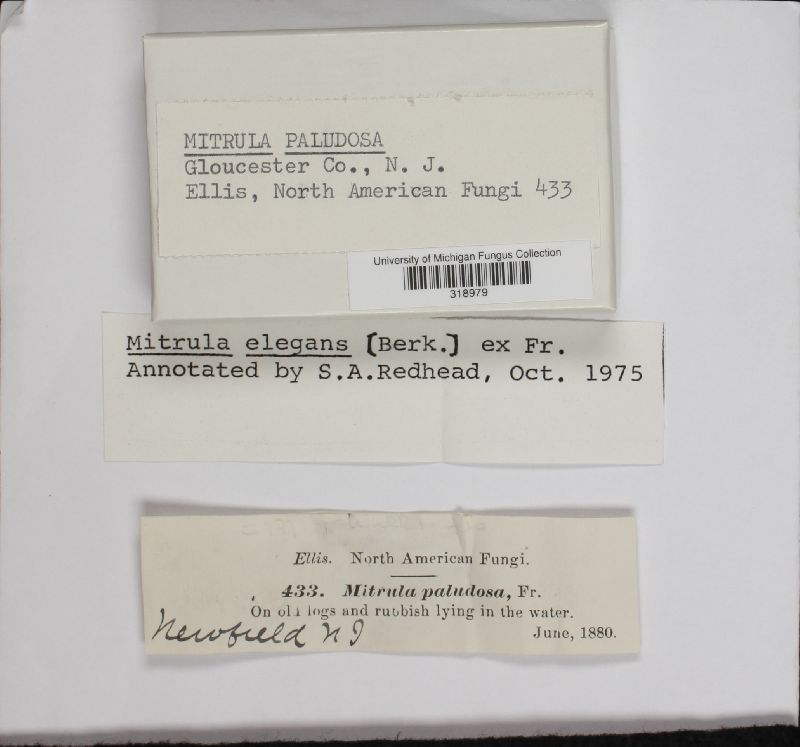 MITRULA PALUDOSA
Gloucester Co., N. J.
Ellis, North American Fungi 433
University of Michigan Fungus Collection
318979
Mitrula elegans [Berk.] ex Fr.
Annotated by S.A.Redhead, Oct. 1975
Ellis. North American Fungi.
433. Mitrula paludosa, Fr.
On old logs and rubbish lying in the water.
Newfield NJ
June, 1880.